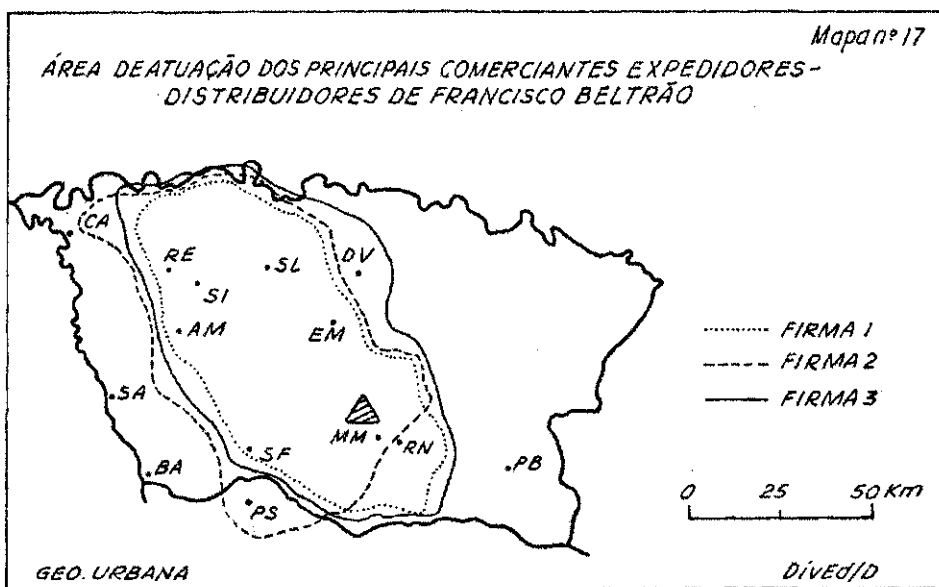 Mapa nº 17
ÁREA DE ATUAÇÃO DOS PRINCIPAIS COMERCIANTES EXPEDIDORES-
DISTRIBUIDORES DE FRANCISCO BELTRÃO
CA
RE
SL
DV
SI
AM
EM
FIRMA 1
FIRMA 2
SA
FIRMA 3
MM
RN
SF
BA
PB
PS
0 25 50 Km
GEO. URBANA
DivEd/D